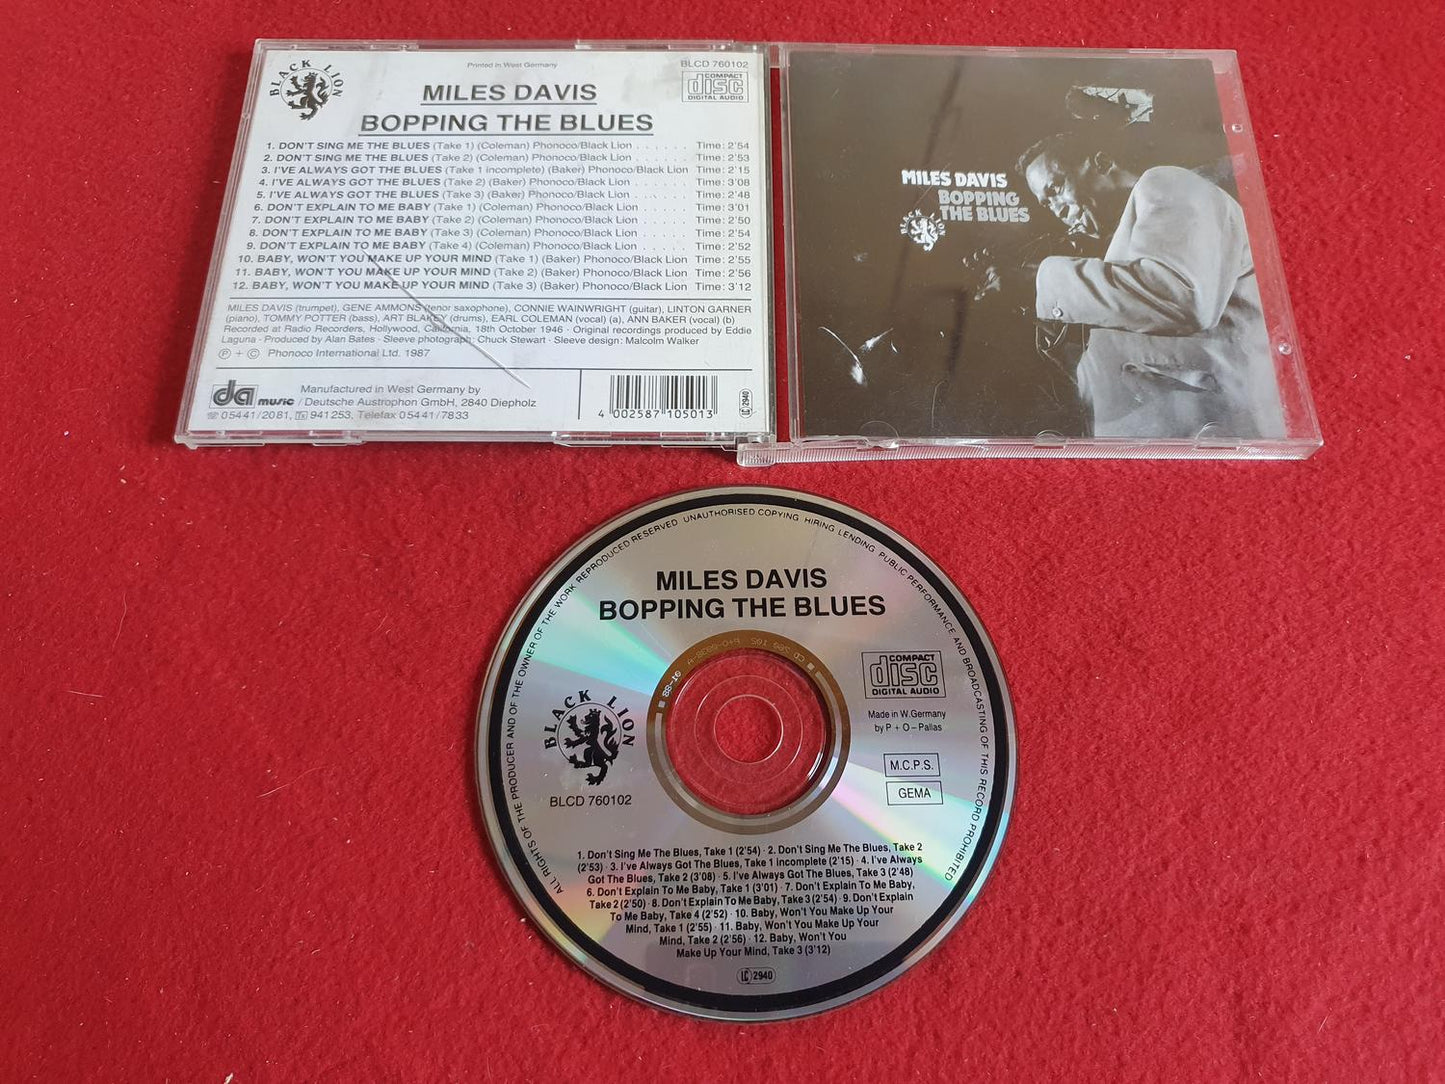 BLACK LION
Printed in West Germany
BLCD 760102
COMPACT
disc
DIGITAL AUDIO
MILES DAVIS
BOPPING THE BLUES
1. DON'T SING ME THE BLUES (Take 1) (Coleman) Phonoco/Black Lion . . . . . . Time: 2'54
2. DON'T SING ME THE BLUES (Take 2) (Coleman) Phonoco/Black Lion . . . . . . Time: 2'53
3. I'VE ALWAYS GOT THE BLUES (Take 1 incomplete) (Baker) Phonoco/Black Lion Time: 2'15
4. I'VE ALWAYS GOT THE BLUES (Take 2) (Baker) Phonoco/Black Lion . . . . . . Time: 3'08
5. I'VE ALWAYS GOT THE BLUES (Take 3) (Baker) Phonoco/Black Lion . . . . . . Time: 2'48
6. DON'T EXPLAIN TO ME BABY (Take 1) (Coleman) Phonoco/Black Lion . . . . . . Time: 3'01
7. DON'T EXPLAIN TO ME BABY (Take 2) (Coleman) Phonoco/Black Lion . . . . . . Time: 2'50
8. DON'T EXPLAIN TO ME BABY (Take 3) (Coleman) Phonoco/Black Lion . . . . . . Time: 2'54
9. DON'T EXPLAIN TO ME BABY (Take 4) (Coleman) Phonoco/Black Lion . . . . . . Time: 2'52
10. BABY, WON'T YOU MAKE UP YOUR MIND (Take 1) (Baker) Phonoco/Black Lion Time: 2'55
11. BABY, WON'T YOU MAKE UP YOUR MIND (Take 2) (Baker) Phonoco/Black Lion Time: 2'56
12. BABY, WON'T YOU MAKE UP YOUR MIND (Take 3) (Baker) Phonoco/Black Lion Time: 3'12
MILES DAVIS (trumpet), GENE AMMONS (tenor saxophone), CONNIE WAINWRIGHT (guitar), LINTON GARNER
(piano), TOMMY POTTER (bass), ART BLAKEY (drums), EARL COLEMAN (vocal) (a), ANN BAKER (vocal) (b)
Recorded at Radio Recorders, Hollywood, California, 18th October 1946 · Original recordings produced by Eddie
Laguna · Produced by Alan Bates · Sleeve photograph: Chuck Stewart · Sleeve design: Malcolm Walker
Ⓟ + © Phonoco International Ltd. 1987
da music
Manufactured in West Germany by
/ Deutsche Austrophon GmbH, 2840 Diepholz
☏ 05441/2081, Tx 941253, Telefax 05441/7833
4 002587 105013
LC 2940
MILES DAVIS
BOPPING
THE BLUES
BLACK LION
ALL RIGHTS OF THE PRODUCER AND OF THE OWNER OF THE WORK REPRODUCED RESERVED UNAUTHORISED COPYING HIRING LENDING PUBLIC PERFORMANCE AND BROADCASTING OF THIS RECORD PROHIBITED
MILES DAVIS
BOPPING THE BLUES
BLACK LION
BLCD 760102
COMPACT
disc
DIGITAL AUDIO
Made in W.Germany
by P + O – Pallas
M.C.P.S.
GEMA
1. Don't Sing Me The Blues, Take 1 (2'54) · 2. Don't Sing Me The Blues, Take 2
(2'53) · 3. I've Always Got The Blues, Take 1 incomplete (2'15) · 4. I've Always
Got The Blues, Take 2 (3'08) · 5. I've Always Got The Blues, Take 3 (2'48)
6. Don't Explain To Me Baby, Take 1 (3'01) · 7. Don't Explain To Me Baby,
Take 2 (2'50) · 8. Don't Explain To Me Baby, Take 3 (2'54) · 9. Don't Explain
To Me Baby, Take 4 (2'52) · 10. Baby, Won't You Make Up Your
Mind, Take 1 (2'55) · 11. Baby, Won't You Make Up Your
Mind, Take 2 (2'56) · 12. Baby, Won't You
Make Up Your Mind, Take 3 (3'12)
LC 2940